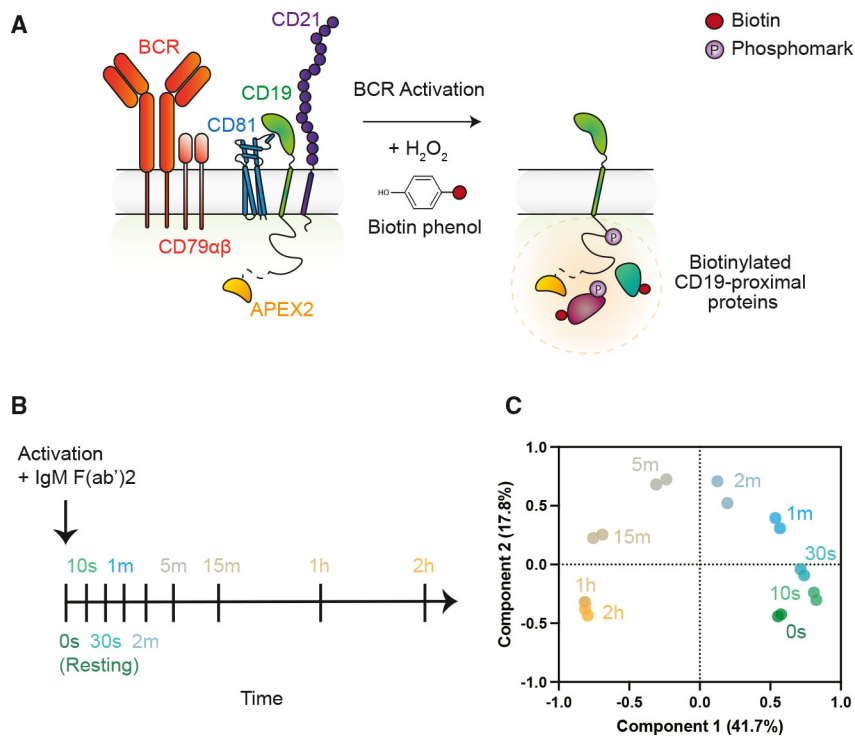 A
CD21
Biotin
BCR
Phosphomark
CD19
BCR Activation
CD81
+ H2O2
HO
P
Biotin phenol
CD79αβ
P
Biotinylated
CD19-proximal
proteins
APEX2
P
B
Activation
+ IgM F(ab')2
10s 1m 5m 15m 1h 2h
0s 30s 2m
(Resting)
Time
C
1.0
5m
2m
0.5
1m
15m
30s
0.0
10s
1h
2h
0s
-0.5
-1.0
-1.0 -0.5 0.0 0.5 1.0
Component 2 (17.8%)
Component 1 (41.7%)